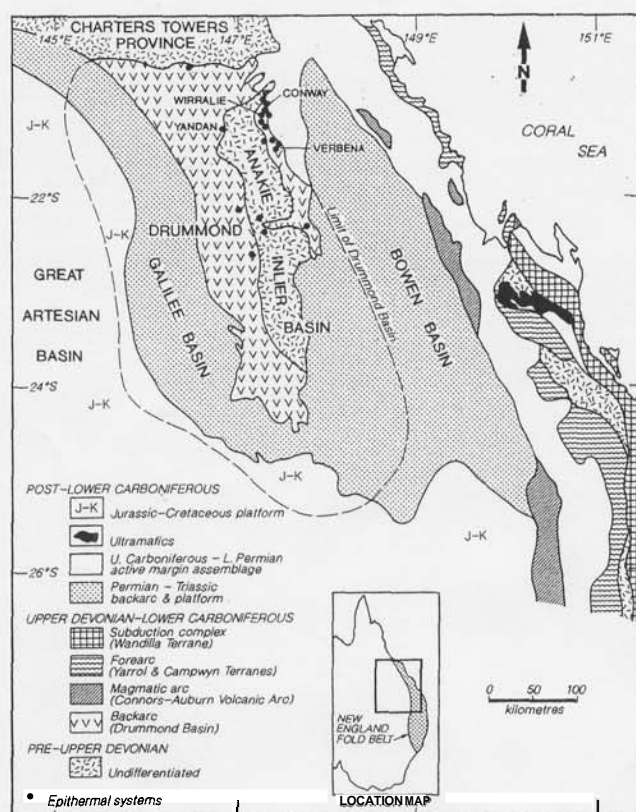 145°E
147°E
149°E
151°E
CHARTERS TOWERS
PROVINCE
N
CORAL
SEA
WIRRALIE
CONWAY
J-K
YANDAN
VERBENA
ANAKIE
22°S
J-K
DRUMMOND
Limit of Drummond Basin
BOWEN BASIN
GREAT
ARTESIAN
BASIN
GALILEE BASIN
INLIER
BASIN
24°S
J-K
J-K
J-K
26°S
POST-LOWER CARBONIFEROUS
J-K Jurassic-Cretaceous platform
Ultramafics
U. Carboniferous - L. Permian
active margin assemblage
Permian - Triassic
backarc & platform
UPPER DEVONIAN-LOWER CARBONIFEROUS
Subduction complex
(Wandilla Terrane)
Forearc
(Yarrol & Campwyn Terranes)
Magmatic arc
(Connors-Auburn Volcanic Arc)
Backarc
(Drummond Basin)
PRE-UPPER DEVONIAN
Undifferentiated
• Epithermal systems
NEW
ENGLAND
FOLD BELT
LOCATION MAP
0 50 100
kilometres